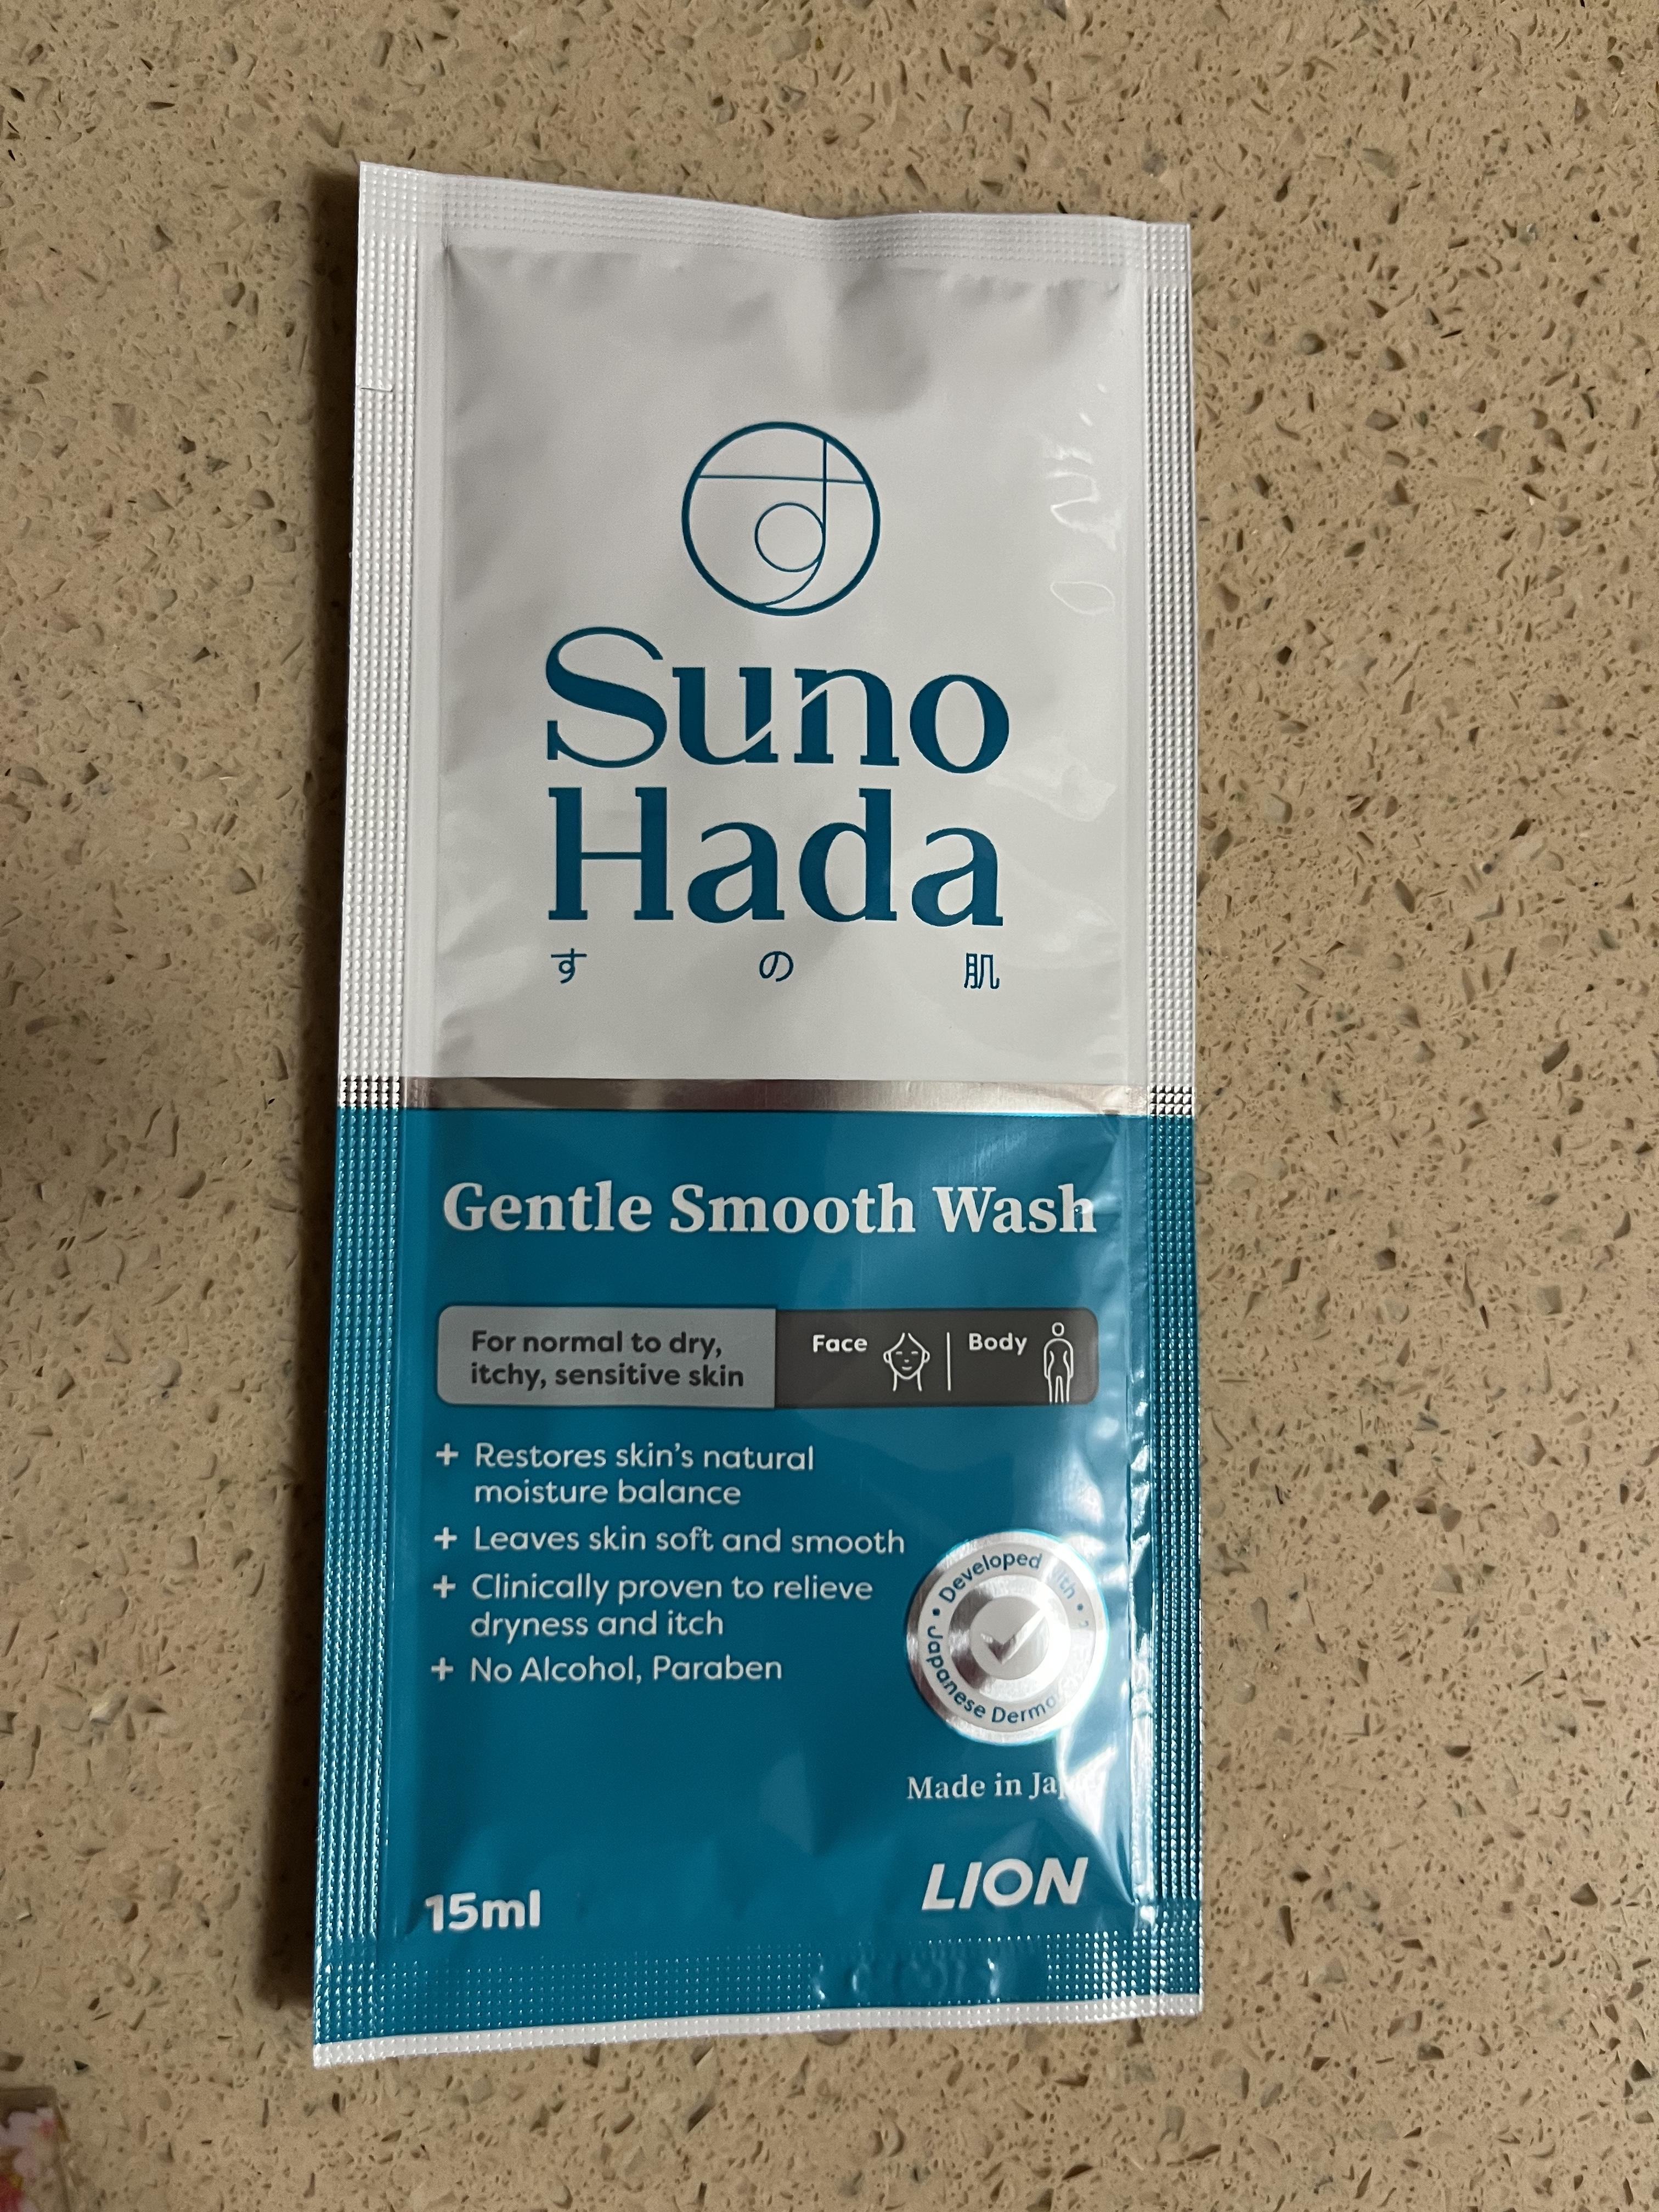 Suno
Hada
すの肌
Gentle Smooth Wash
For normal to dry,
itchy, sensitive skin
Face
Body
+ Restores skin's natural
moisture balance
+ Leaves skin soft and smooth
+ Clinically proven to relieve
dryness and itch
+ No Alcohol, Paraben
Developed
Japanese
Made in
LION
15ml